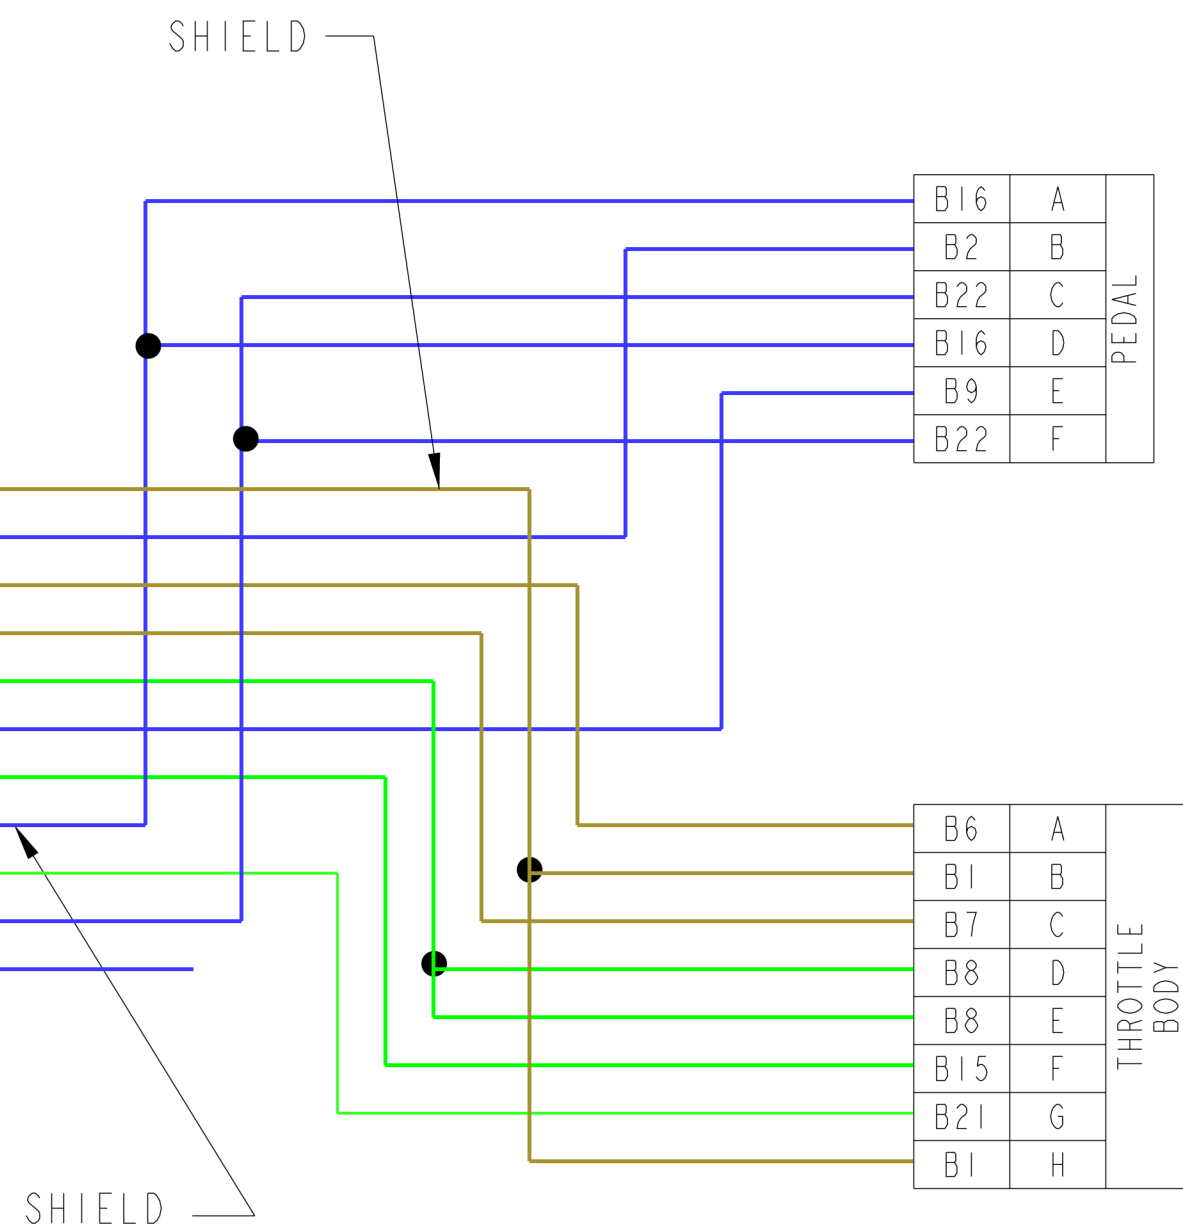 SHIELD
B16 A
B2 B
B22 C
B16 D
B9 E
B22 F
PEDAL
B6 A
B1 B
B7 C
B8 D
B8 E
B15 F
B21 G
B1 H
THROTTLE
BODY
SHIELD